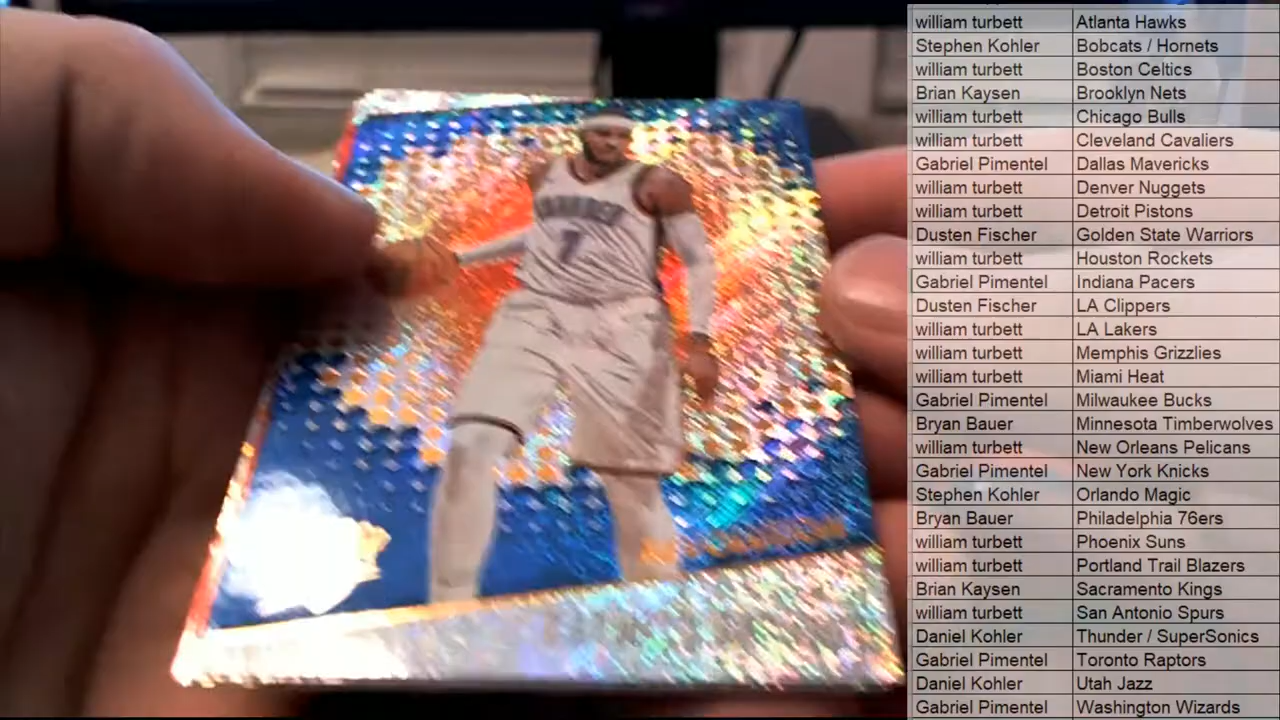 william turbett Atlanta Hawks
Stephen Kohler Bobcats / Hornets
william turbett Boston Celtics
Brian Kaysen Brooklyn Nets
william turbett Chicago Bulls
william turbett Cleveland Cavaliers
Gabriel Pimentel Dallas Mavericks
william turbett Denver Nuggets
william turbett Detroit Pistons
Dusten Fischer Golden State Warriors
william turbett Houston Rockets
Gabriel Pimentel Indiana Pacers
Dusten Fischer LA Clippers
william turbett LA Lakers
william turbett Memphis Grizzlies
william turbett Miami Heat
Gabriel Pimentel Milwaukee Bucks
Bryan Bauer Minnesota Timberwolves
william turbett New Orleans Pelicans
Gabriel Pimentel New York Knicks
Stephen Kohler Orlando Magic
Bryan Bauer Philadelphia 76ers
william turbett Phoenix Suns
william turbett Portland Trail Blazers
Brian Kaysen Sacramento Kings
william turbett San Antonio Spurs
Daniel Kohler Thunder / SuperSonics
Gabriel Pimentel Toronto Raptors
Daniel Kohler Utah Jazz
Gabriel Pimentel Washington Wizards
7